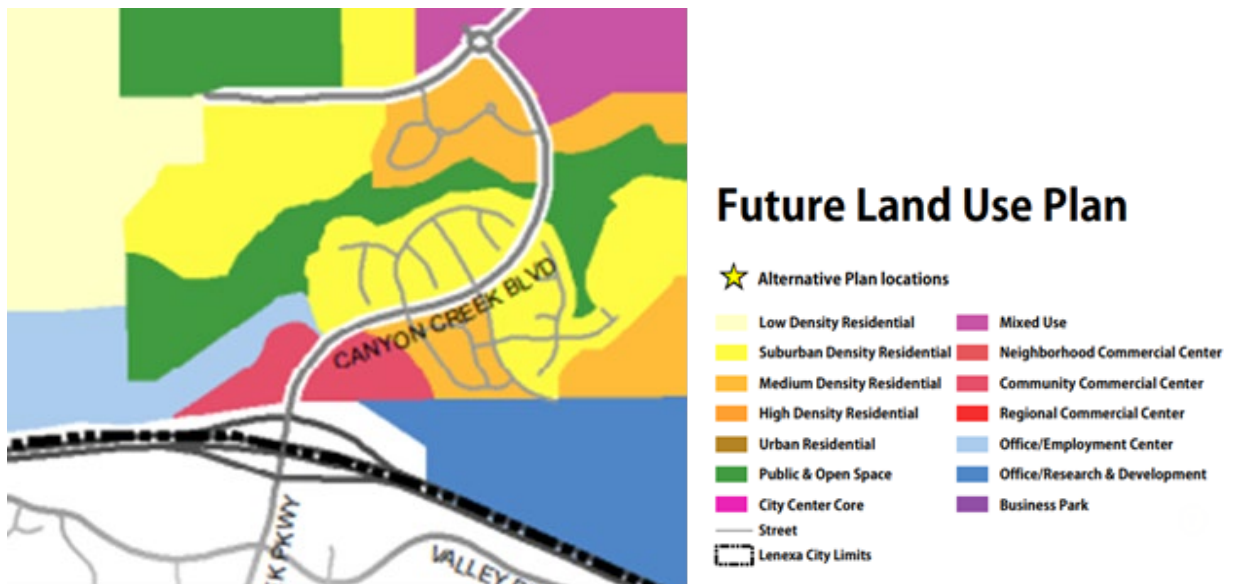 CANYON CREEK BLVD
K PKWY
VALLEY
Future Land Use Plan
Alternative Plan locations
Low Density Residential
Suburban Density Residential
Medium Density Residential
High Density Residential
Urban Residential
Public & Open Space
City Center Core
Street
Lenexa City Limits
Mixed Use
Neighborhood Commercial Center
Community Commercial Center
Regional Commercial Center
Office/Employment Center
Office/Research & Development
Business Park